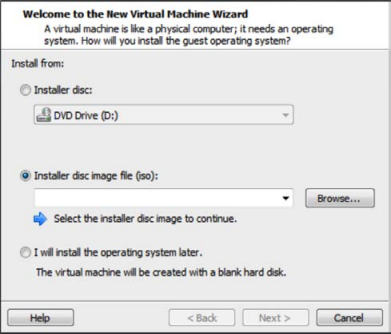 Welcome to the New Virtual Machine Wizard
A virtual machine is like a physical computer; it needs an operating
system. How will you install the guest operating system?
Install from:
Installer disc:
DVD Drive (D:)
Installer disc image file (iso):
Browse...
Select the installer disc image to continue.
I will install the operating system later.
The virtual machine will be created with a blank hard disk.
Help < Back Next > Cancel